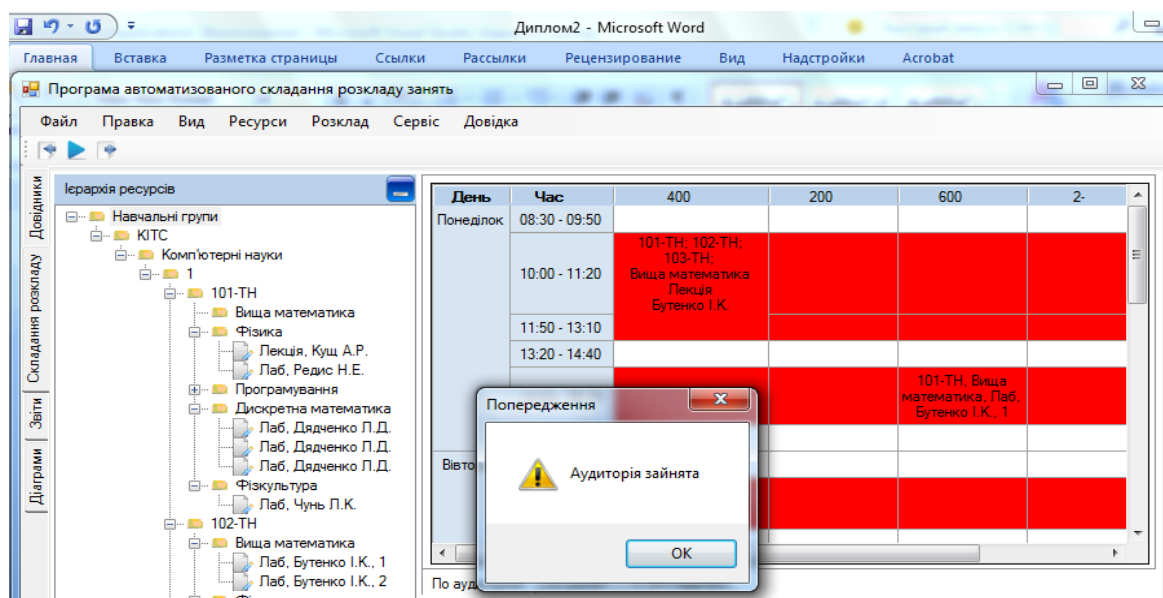 Диплом2 - Microsoft Word
Главная Вставка Разметка страницы Ссылки Рассылки Рецензирование Вид Надстройки Acrobat
Програма автоматизованого складання розкладу занять
Файл Правка Вид Ресурси Розклад Сервіс Довідка
Довідники
Складання розкладу
Звіти
Діаграми
Ієрархія ресурсів
Навчальні групи
КІТС
Комп'ютерні науки
1
101-ТН
Вища математика
Фізика
Лекція, Кущ А.Р.
Лаб, Редис Н.Е.
Програмування
Дискретна математика
Лаб, Дядченко Л.Д.
Лаб, Дядченко Л.Д.
Лаб, Дядченко Л.Д.
Фізкультура
Лаб, Чунь Л.К.
102-ТН
Вища математика
Лаб, Бутенко І.К., 1
Лаб, Бутенко І.К., 2
День Час 400 200 600 2-
Понеділок 08:30 - 09:50
10:00 - 11:20
101-ТН; 102-ТН;
103-ТН;
Вища математика
Лекція
Бутенко І.К.
11:50 - 13:10
13:20 - 14:40
101-ТН, Вища
математика, Лаб,
Бутенко І.К., 1
Вівто
Попередження
Аудиторія зайнята
OK
По ауд